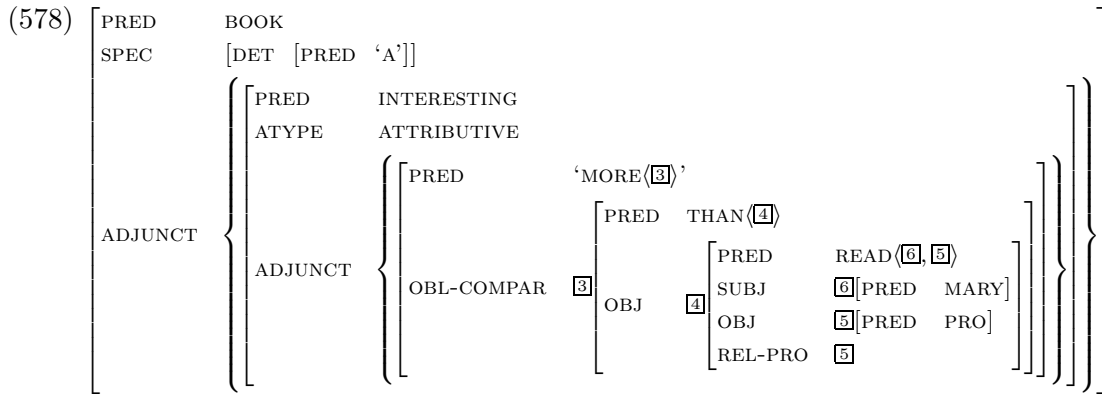 (578) PRED BOOK
SPEC [DET [PRED ‘A’]]
PRED INTERESTING
ATYPE ATTRIBUTIVE
PRED ‘MORE⟨3⟩’
PRED THAN⟨4⟩
ADJUNCT
PRED READ⟨6, 5⟩
ADJUNCT
OBL-COMPAR 3
SUBJ 6[PRED MARY]
OBJ 4
OBJ 5[PRED PRO]
REL-PRO 5